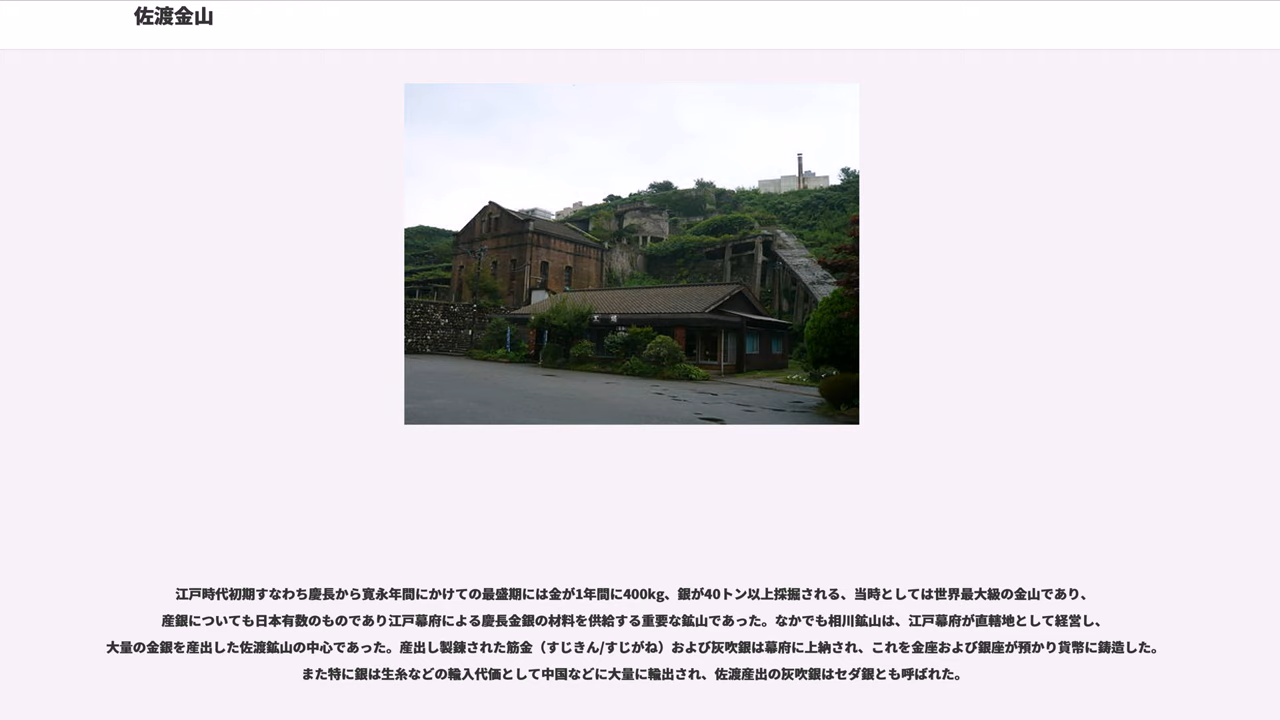 佐渡金山
江戸時代初期すなわち慶長から寛永年間にかけての最盛期には金が1年間に400kg、銀が40トン以上採掘される、当時としては世界最大級の金山であり、
産銀についても日本有数のものであり江戸幕府による慶長金銀の材料を供給する重要な鉱山であった。なかでも相川鉱山は、江戸幕府が直轄地として経営し、
大量の金銀を産出した佐渡鉱山の中心であった。産出し製錬された筋金（すじきん/すじがね）および灰吹銀は幕府に上納され、これを金座および銀座が預かり貨幣に鋳造した。
また特に銀は生糸などの輸入代価として中国などに大量に輸出され、佐渡産出の灰吹銀はセダ銀とも呼ばれた。